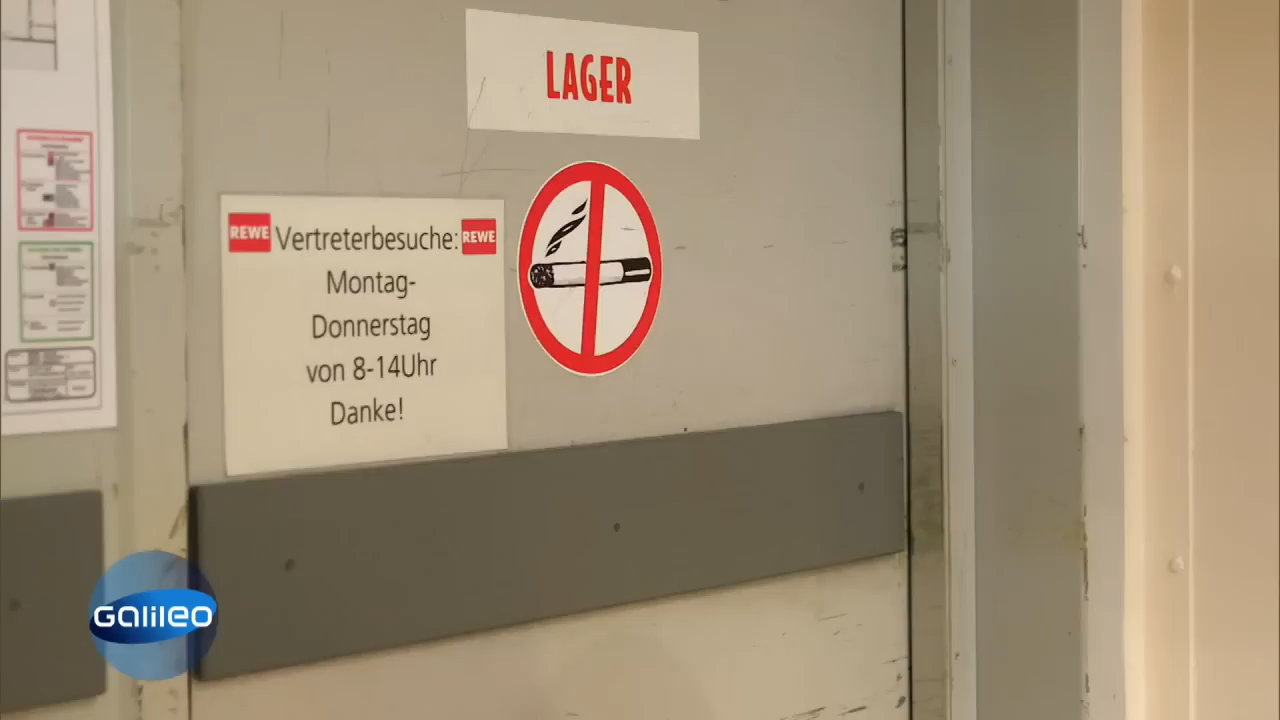 LAGER
REWE Vertreterbesuche: REWE
Montag-
Donnerstag
von 8-14Uhr
Danke!
Galileo